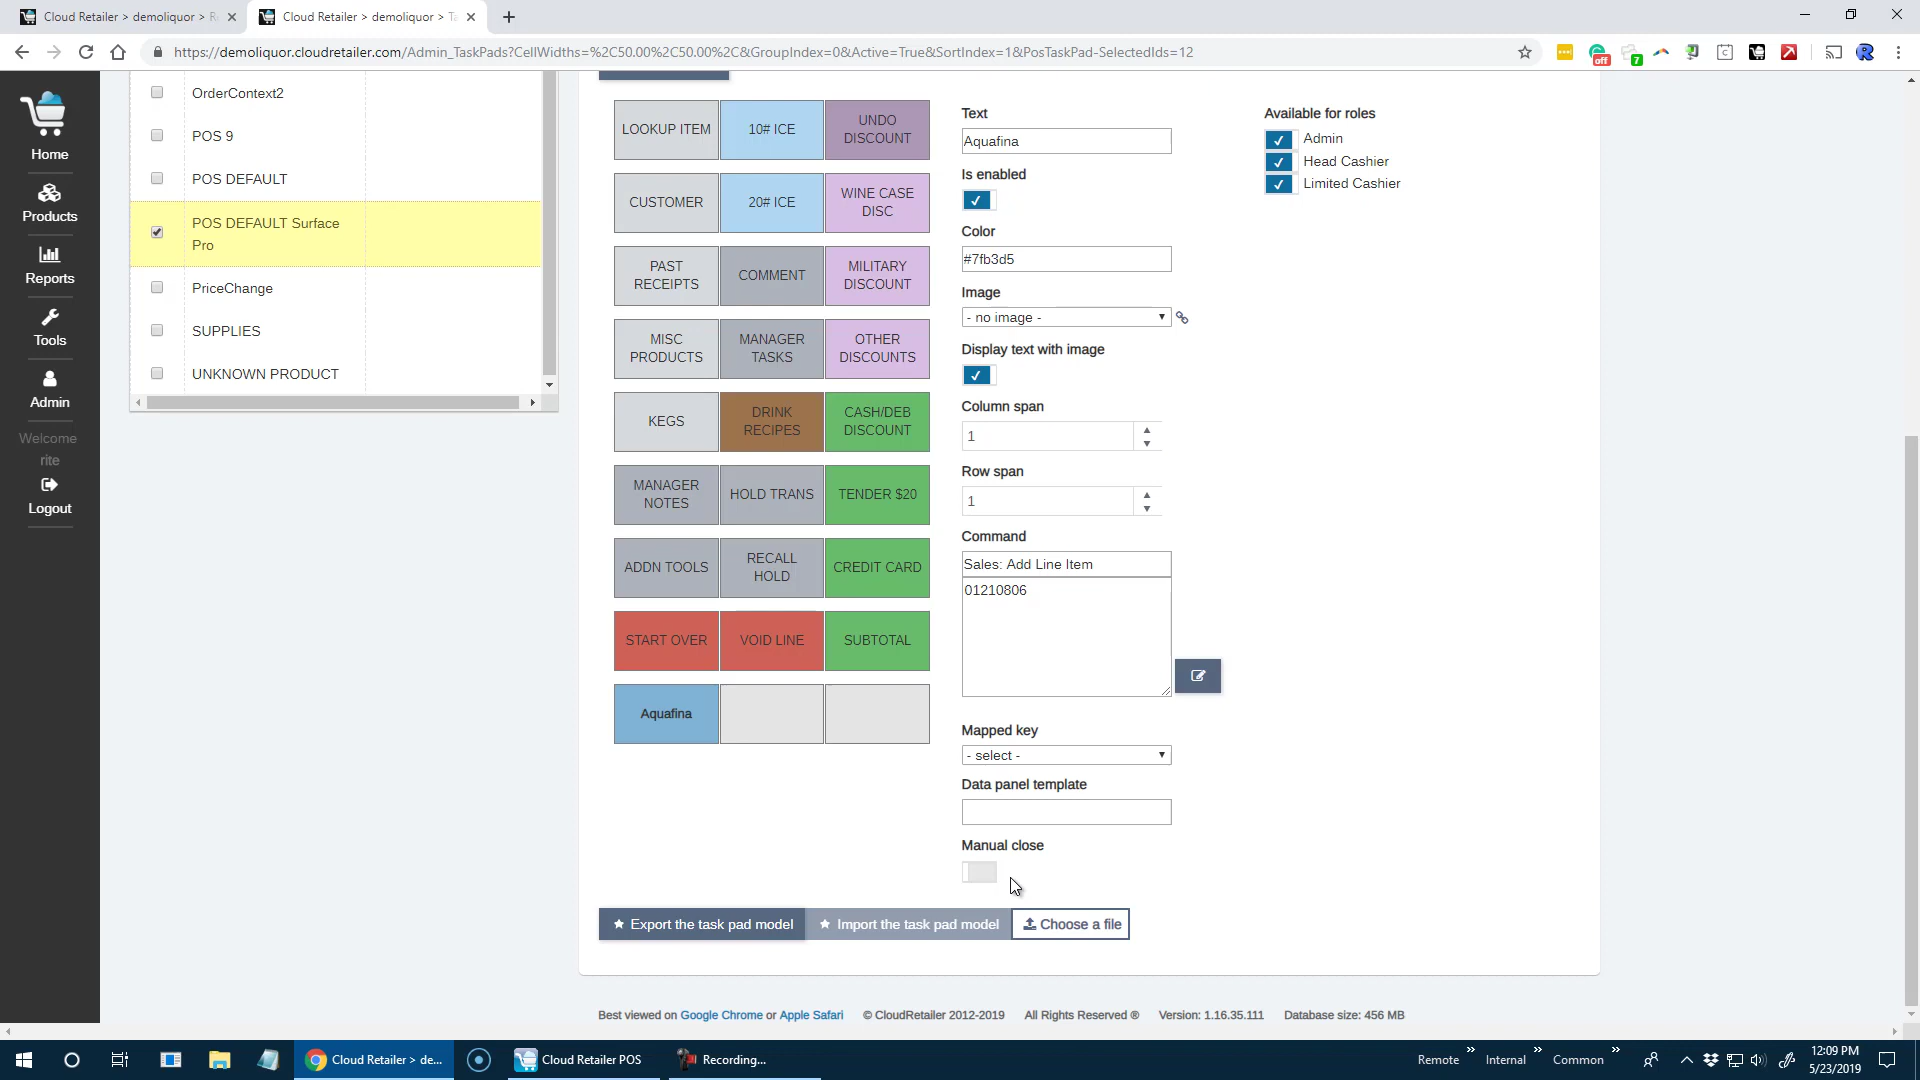 Cloud Retailer > demoliquor > R
Cloud Retailer > demoliquor > Ta
https://demoliquor.cloudretailer.com/Admin_TaskPads?CellWidths=%2C50.00%2C50.00%2C&GroupIndex=0&Active=True&SortIndex=1&PosTaskPad-SelectedIds=12
off
7
Home
Products
Reports
Tools
Admin
Welcome
rite
Logout
OrderContext2
POS 9
POS DEFAULT
POS DEFAULT Surface
Pro
PriceChange
SUPPLIES
UNKNOWN PRODUCT
LOOKUP ITEM
10# ICE
UNDO
DISCOUNT
CUSTOMER
20# ICE
WINE CASE
DISC
PAST
RECEIPTS
COMMENT
MILITARY
DISCOUNT
MISC
PRODUCTS
MANAGER
TASKS
OTHER
DISCOUNTS
KEGS
DRINK
RECIPES
CASH/DEB
DISCOUNT
MANAGER
NOTES
HOLD TRANS
TENDER $20
ADDN TOOLS
RECALL
HOLD
CREDIT CARD
START OVER
VOID LINE
SUBTOTAL
Aquafina
Text
Aquafina
Is enabled
Color
#7fb3d5
Image
- no image -
Display text with image
Column span
1
Row span
1
Command
Sales: Add Line Item
01210806
Mapped key
- select -
Data panel template
Manual close
Available for roles
Admin
Head Cashier
Limited Cashier
Export the task pad model
Import the task pad model
Choose a file
Best viewed on Google Chrome or Apple Safari
© CloudRetailer 2012-2019
All Rights Reserved ®
Version: 1.16.35.111
Database size: 456 MB
Cloud Retailer > de...
Cloud Retailer POS
Recording...
Remote
Internal
Common
12:09 PM
5/23/2019